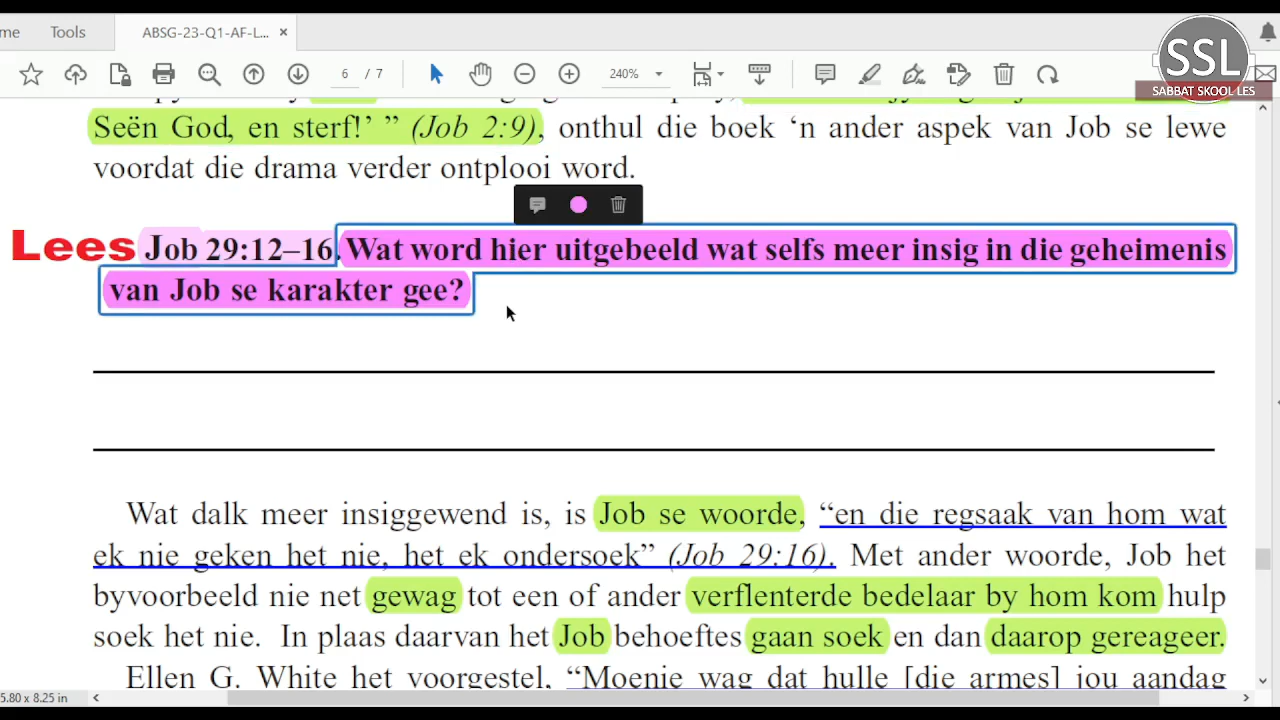 me Tools ABSG-23-Q1-AF-L... ×
6 / 7 240%
SSL
SABBAT SKOOL LES
Seën God, en sterf!’ ” (Job 2:9), onthul die boek ‘n ander aspek van Job se lewe
voordat die drama verder ontplooi word.
Lees Job 29:12–16. Wat word hier uitgebeeld wat selfs meer insig in die geheimenis
van Job se karakter gee?
Wat dalk meer insiggewend is, is Job se woorde, “en die regsaak van hom wat
ek nie geken het nie, het ek ondersoek” (Job 29:16). Met ander woorde, Job het
byvoorbeeld nie net gewag tot een of ander verflenterde bedelaar by hom kom hulp
soek het nie. In plaas daarvan het Job behoeftes gaan soek en dan daarop gereageer.
Ellen G. White het voorgestel, “Moenie wag dat hulle [die armes] jou aandag
5.80 x 8.25 in